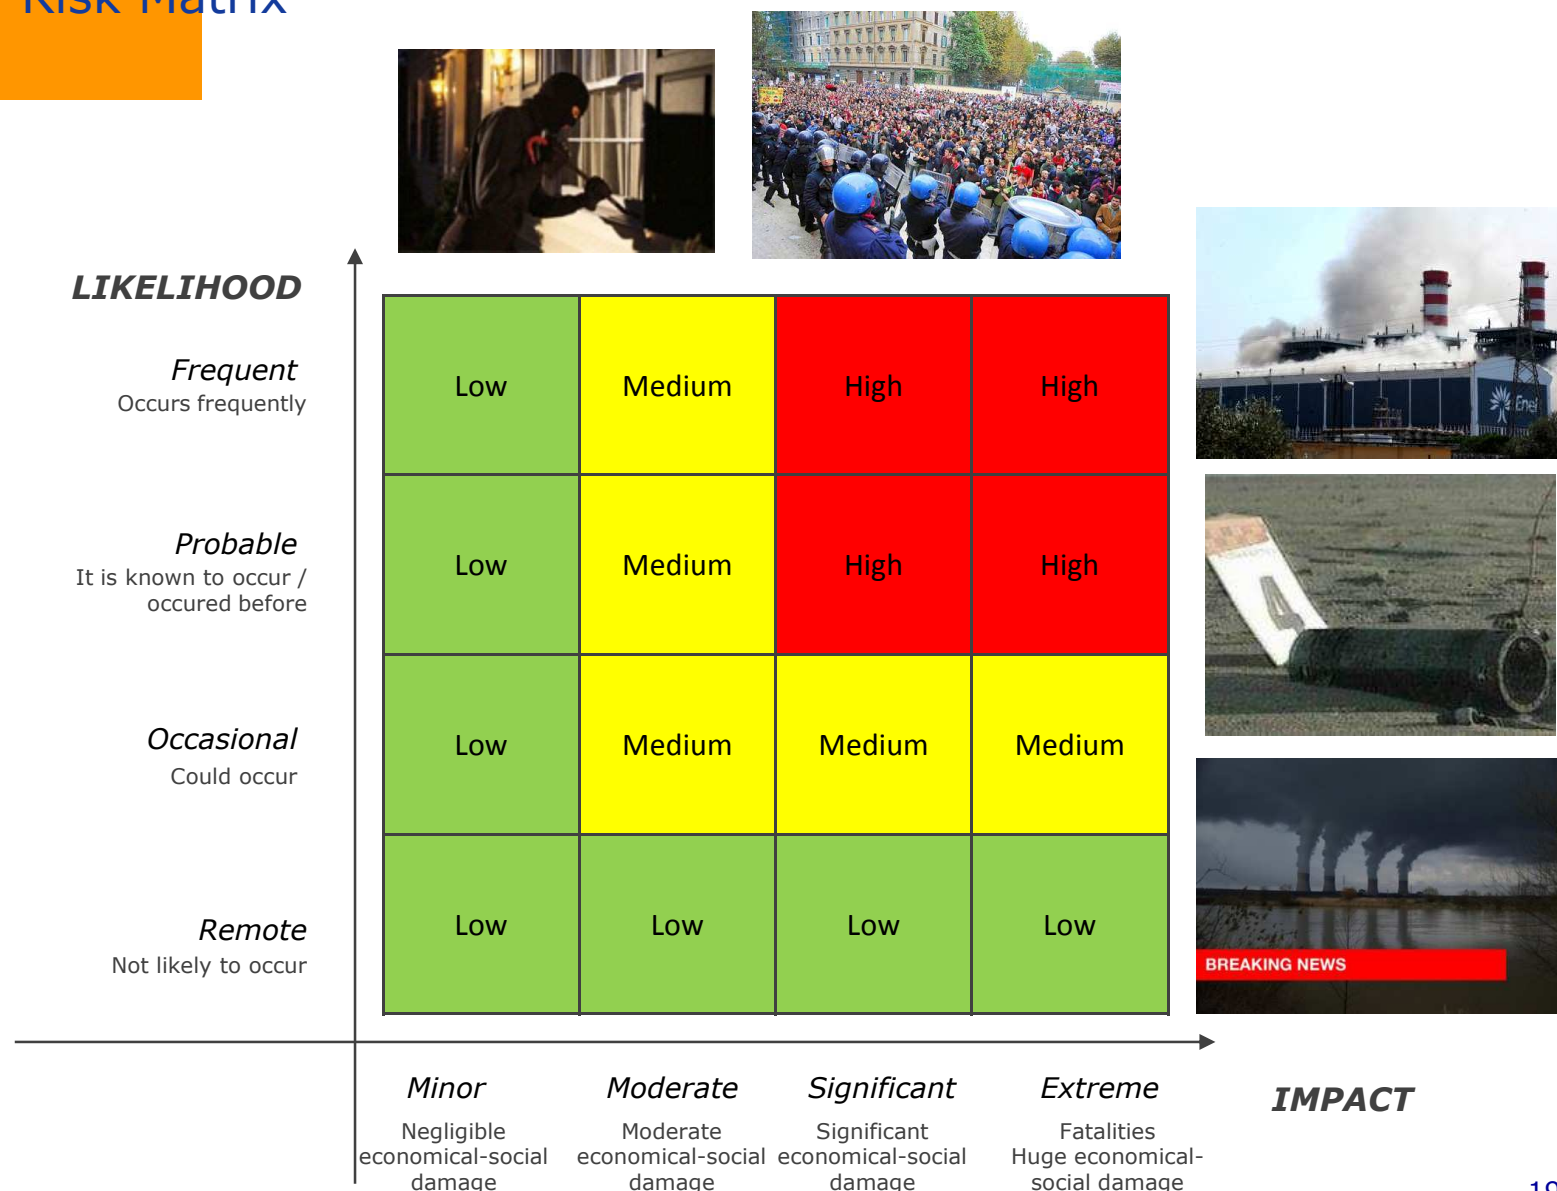 Risk Matrix
LIKELIHOOD
Frequent
Occurs frequently
Low
Medium
High
High
Enel
Probable
It is known to occur /
occured before
Low
Medium
High
High
4
Occasional
Could occur
Low
Medium
Medium
Medium
Remote
Not likely to occur
Low
Low
Low
Low
BREAKING NEWS
Minor
Moderate
Significant
Extreme
IMPACT
Negligible
economical-social
damage
Moderate
economical-social
damage
Significant
economical-social
damage
Fatalities
Huge economical-
social damage
19